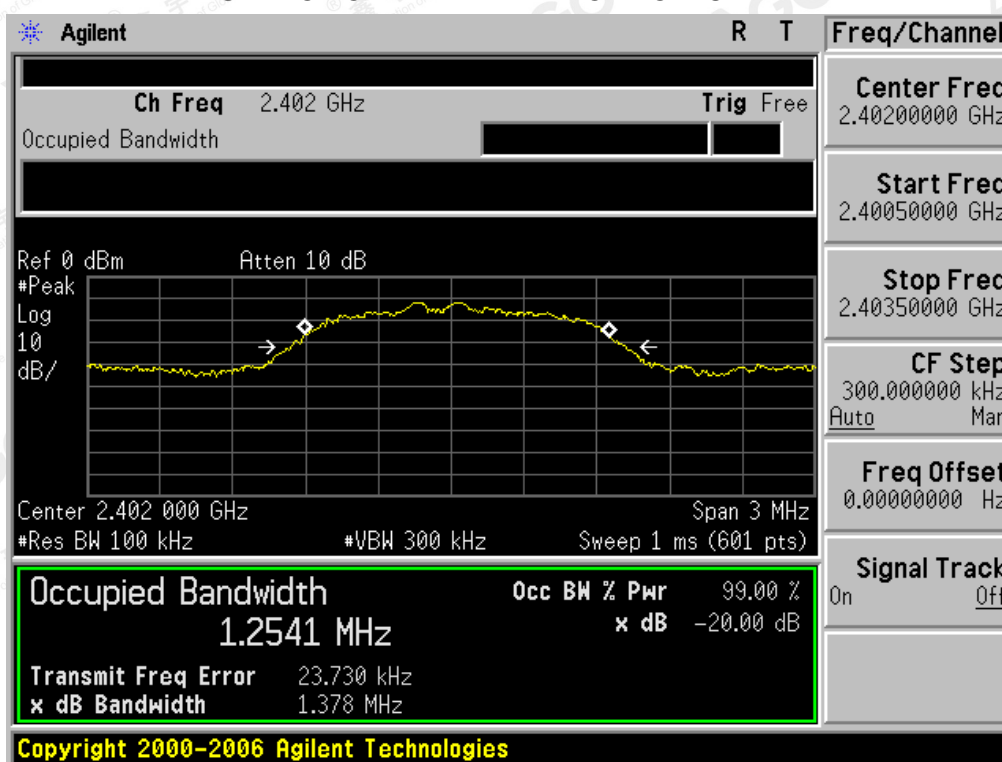 Agilent
R T
Freq/Channel
Ch Freq 2.402 GHz
Trig Free
Occupied Bandwidth
Center Freq
2.40200000 GHz
Start Freq
2.40050000 GHz
Stop Freq
2.40350000 GHz
CF Step
300.000000 kHz
Auto Man
Freq Offset
0.00000000 Hz
Signal Track
On Off
Ref 0 dBm
Atten 10 dB
#Peak
Log
10
dB/
Center 2.402 000 GHz
Span 3 MHz
#Res BW 100 kHz
#VBW 300 kHz
Sweep 1 ms (601 pts)
Occupied Bandwidth
1.2541 MHz
Occ BW % Pwr 99.00 %
x dB -20.00 dB
Transmit Freq Error 23.730 kHz
x dB Bandwidth 1.378 MHz
Copyright 2000-2006 Agilent Technologies